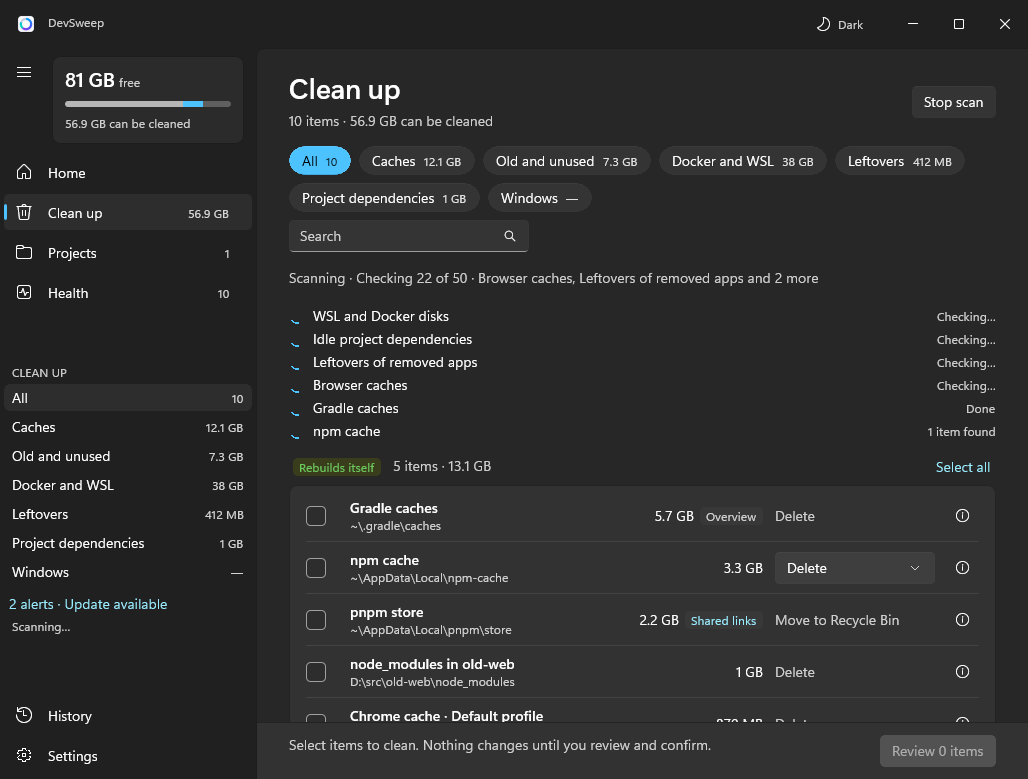 DevSweep
Dark
81 GB free
56.9 GB can be cleaned
Home
Clean up 56.9 GB
Projects 1
Health 10
CLEAN UP
All 10
Caches 12.1 GB
Old and unused 7.3 GB
Docker and WSL 38 GB
Leftovers 412 MB
Project dependencies 1 GB
Windows —
2 alerts · Update available
Scanning...
History
Settings
Clean up
10 items · 56.9 GB can be cleaned
Stop scan
All 10 Caches 12.1 GB Old and unused 7.3 GB Docker and WSL 38 GB Leftovers 412 MB
Project dependencies 1 GB Windows —
Search
Scanning · Checking 22 of 50 · Browser caches, Leftovers of removed apps and 2 more
WSL and Docker disks Checking...
Idle project dependencies Checking...
Leftovers of removed apps Checking...
Browser caches Checking...
Gradle caches Done
npm cache 1 item found
Rebuilds itself 5 items · 13.1 GB Select all
Gradle caches
~\.gradle\caches
5.7 GB Overview Delete
npm cache
~\AppData\Local\npm-cache
3.3 GB Delete
pnpm store
~\AppData\Local\pnpm\store
2.2 GB Shared links Move to Recycle Bin
node_modules in old-web
D:\src\old-web\node_modules
1 GB Delete
Chrome cache · Default profile
Select items to clean. Nothing changes until you review and confirm.
Review 0 items